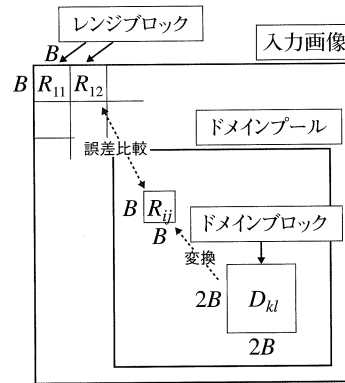 レンジブロック
入力画像
B
B R11 R12
ドメインプール
誤差比較
B Rij
B
ドメインブロック
変換
2B Dkl
2B